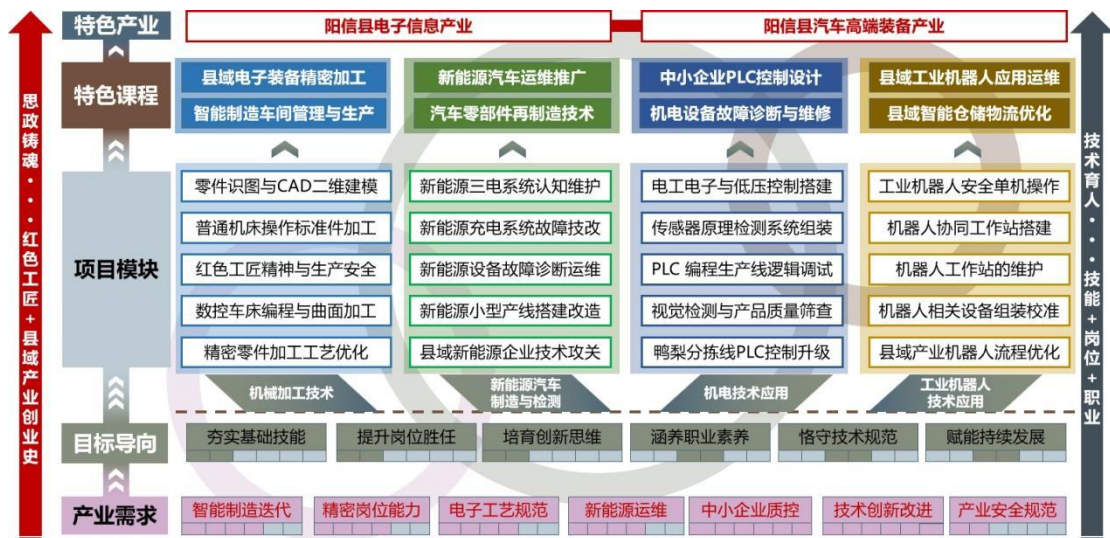 特色产业
阳信县电子信息产业
阳信县汽车高端装备产业
特色课程
县域电子装备精密加工
智能制造车间管理与生产
新能源汽车运维推广
汽车零部件再制造技术
中小企业PLC控制设计
机电设备故障诊断与维修
县域工业机器人应用运维
县域智能仓储物流优化
项目模块
零件识图与CAD二维建模
普通机床操作标准件加工
红色工匠精神与生产安全
数控车床编程与曲面加工
精密零件加工工艺优化
机械加工技术
新能源三电系统认知维护
新能源充电系统故障技改
新能源设备故障诊断运维
新能源小型产线搭建改造
县域新能源企业技术攻关
新能源汽车
制造与检测
电工电子与低压控制搭建
传感器原理检测系统组装
PLC 编程生产线逻辑调试
视觉检测与产品质量筛查
鸭梨分拣线PLC控制升级
机电技术应用
工业机器人安全单机操作
机器人协同工作站搭建
机器人工作站的维护
机器人相关设备组装校准
县域产业机器人流程优化
工业机器人
技术应用
目标导向
夯实基础技能
提升岗位胜任
培育创新思维
涵养职业素养
恪守技术规范
赋能持续发展
产业需求
智能制造迭代
精密岗位能力
电子工艺规范
新能源运维
中小企业质控
技术创新改进
产业安全规范
思政铸魂···红色工匠+县域产业创业史
技术育人···技能+岗位+职业